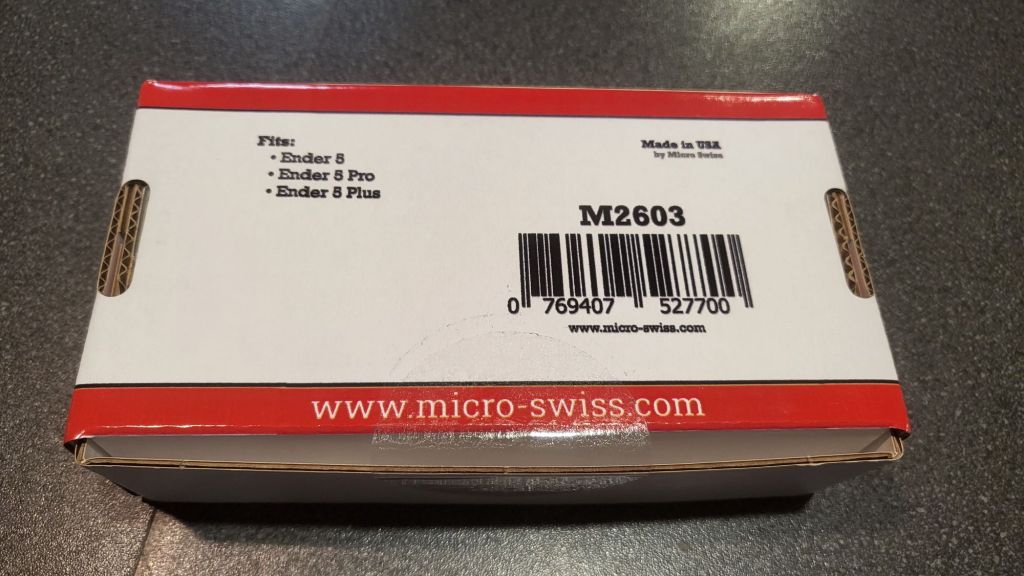 Fits:
• Ender 5
• Ender 5 Pro
• Ender 5 Plus
Made in USA
by Micro Swiss
M2603
0 769407 527700
www.micro-swiss.com
www.micro-swiss.com